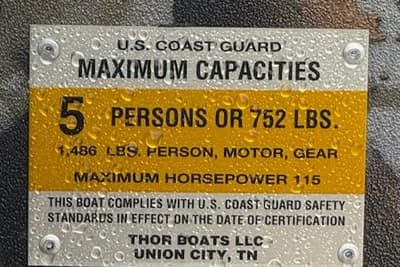 U.S. COAST GUARD
MAXIMUM CAPACITIES
5 PERSONS OR 752 LBS.
1,486 LBS. PERSON, MOTOR, GEAR
MAXIMUM HORSEPOWER 115
THIS BOAT COMPLIES WITH U.S. COAST GUARD SAFETY
STANDARDS IN EFFECT ON THE DATE OF CERTIFICATION
THOR BOATS LLC
UNION CITY, TN